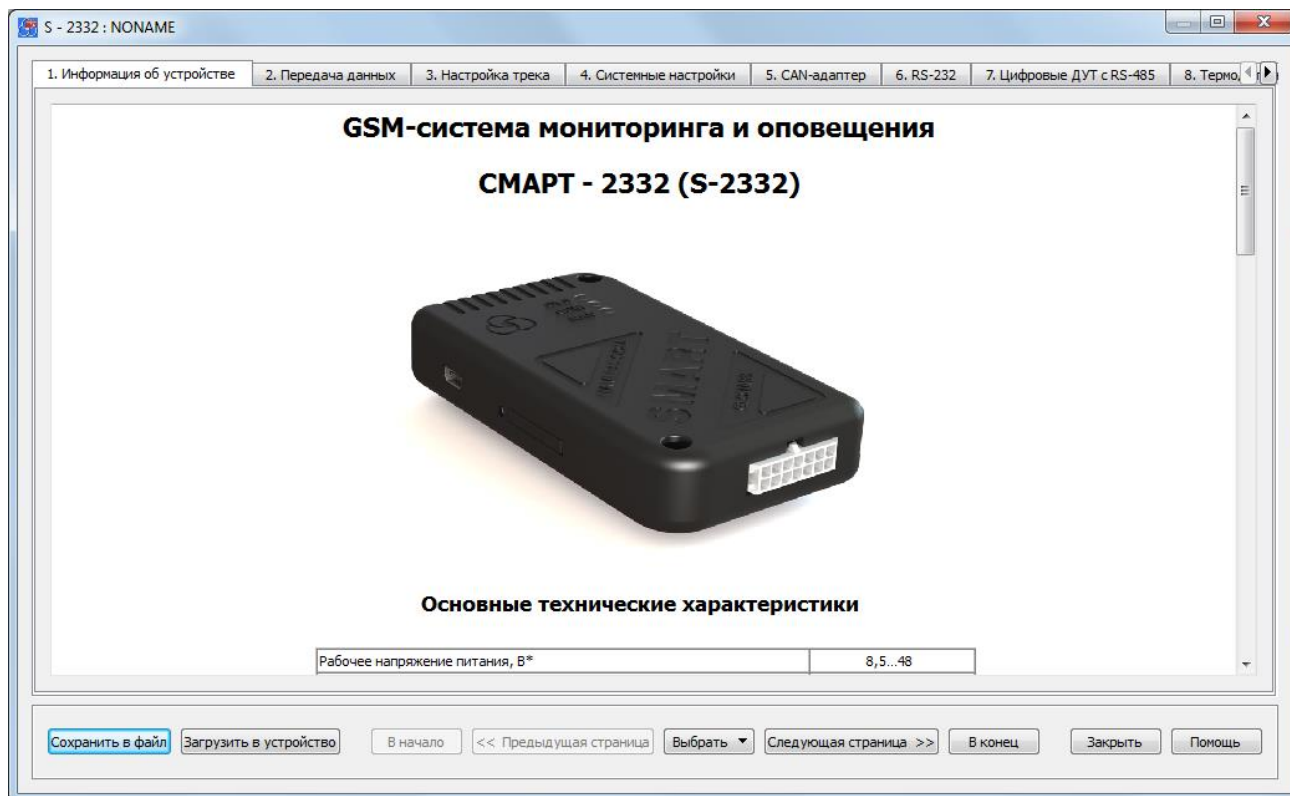 S - 2332 : NONAME
1. Информация об устройстве
2. Передача данных
3. Настройка трека
4. Системные настройки
5. CAN-адаптер
6. RS-232
7. Цифровые ДУТ с RS-485
8. Термо
GSM-система мониторинга и оповещения
СМАРТ - 2332 (S-2332)
SMART
Основные технические характеристики
Рабочее напряжение питания, В* 8,5...48
Сохранить в файл
Загрузить в устройство
В начало
<< Предыдущая страница
Выбрать
Следующая страница >>
В конец
Закрыть
Помощь